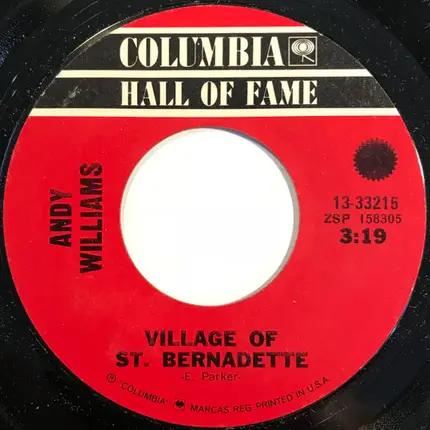 COLUMBIA
HALL OF FAME
ANDY
WILLIAMS
13-33215
ZSP 158305
3:19
VILLAGE OF
ST. BERNADETTE
-E. Parker-
℗ "COLUMBIA" MARCAS REG. PRINTED IN U.S.A.